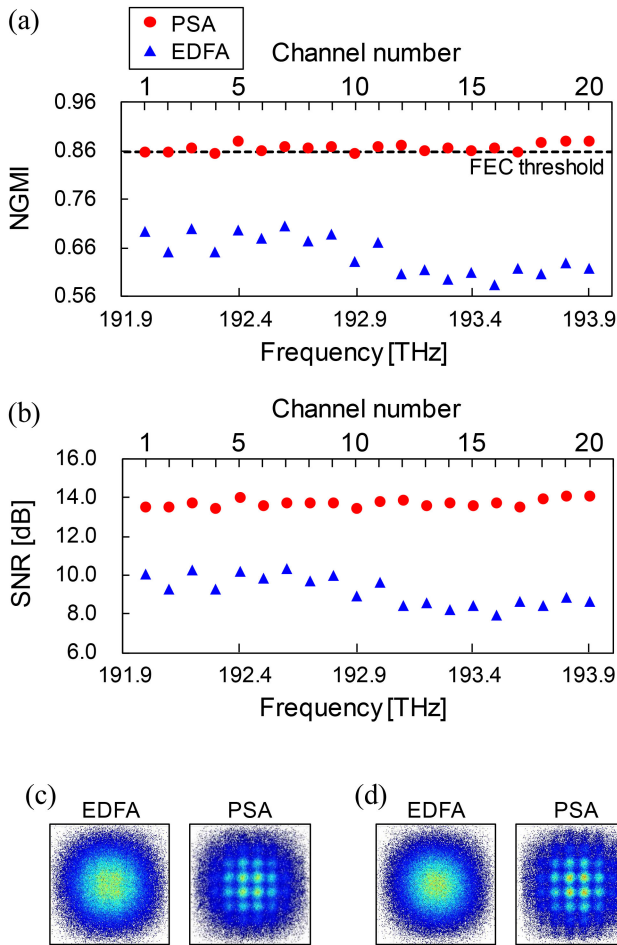 (a)
PSA
EDFA
Channel number
1 5 10 15 20
0.96
0.86
0.76
0.66
0.56
NGMI
FEC threshold
191.9 192.4 192.9 193.4 193.9
Frequency [THz]
(b)
Channel number
1 5 10 15 20
16.0
14.0
12.0
10.0
8.0
6.0
SNR [dB]
191.9 192.4 192.9 193.4 193.9
Frequency [THz]
(c) (d)
EDFA PSA EDFA PSA